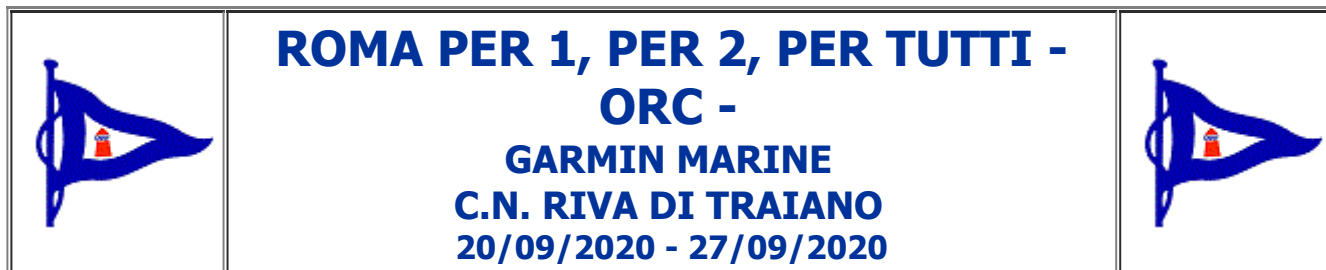 ROMA PER 1, PER 2, PER TUTTI -
ORC -
GARMIN MARINE
C.N. RIVA DI TRAIANO
20/09/2020 - 27/09/2020